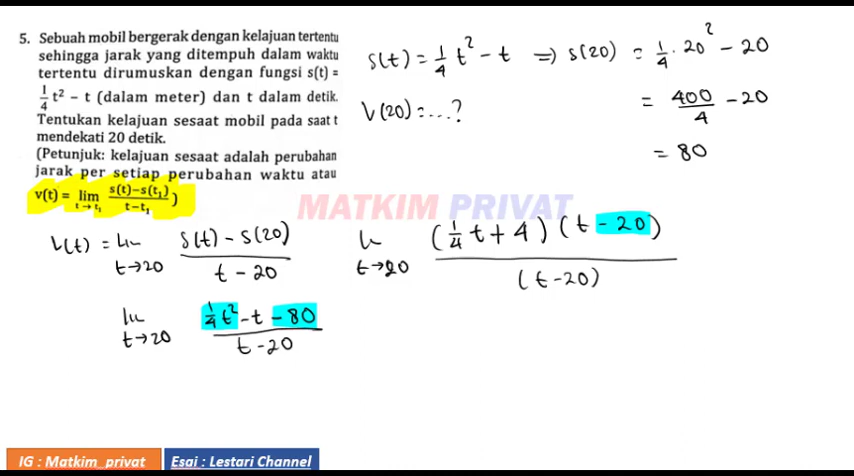 5. Sebuah mobil bergerak dengan kelajuan tertentu
sehingga jarak yang ditempuh dalam waktu
tertentu dirumuskan dengan fungsi s(t) =
1/4 t² – t (dalam meter) dan t dalam detik.
Tentukan kelajuan sesaat mobil pada saat t
mendekati 20 detik.
(Petunjuk: kelajuan sesaat adalah perubahan
jarak per setiap perubahan waktu atau
v(t) = lim t→t₁ s(t)−s(t₁) / t−t₁ )
s(t) = 1/4 t² - t => s(20) = 1/4 . 20² - 20
= 400/4 - 20
= 80
V(20) = ...?
MATKIM PRIVAT
V(t) = lim t→20 s(t) - s(20) / t - 20
lim t→20 1/4 t² - t - 80 / t - 20
lim t→20 (1/4 t + 4) (t - 20) / (t - 20)
IG : Matkim_privat
Esai : Lestari Channel